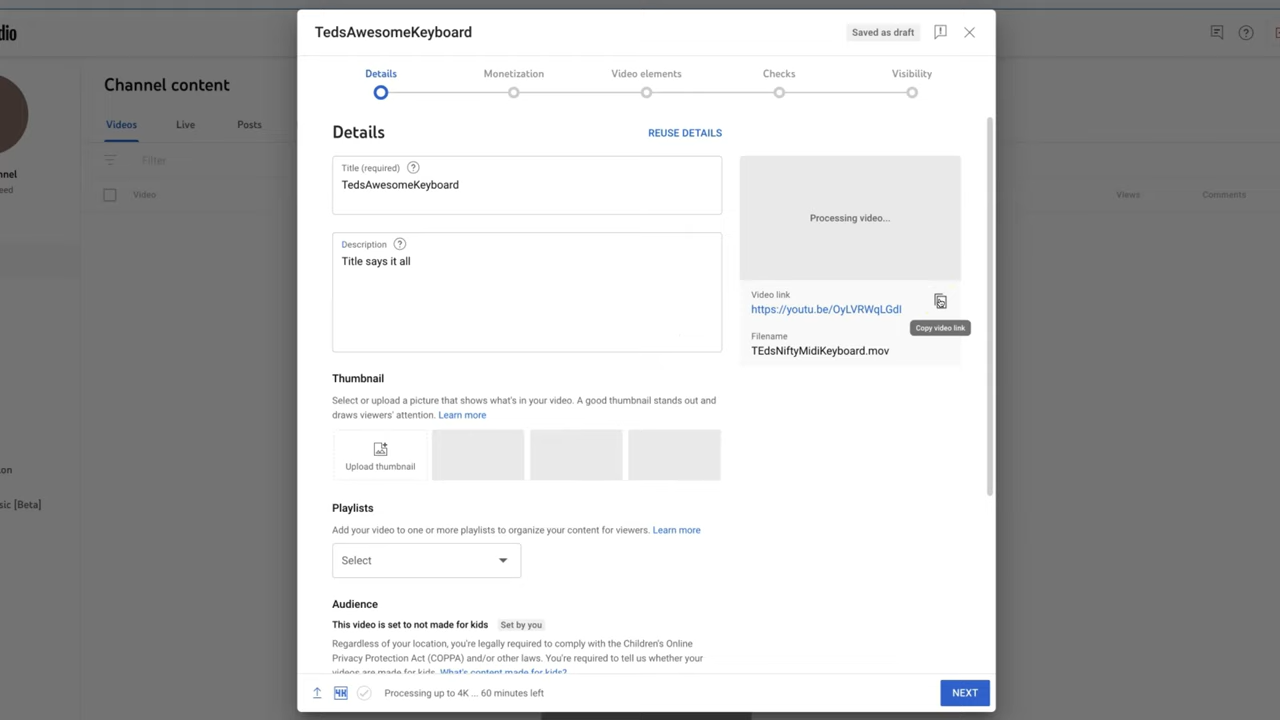 dio
TedsAwesomeKeyboard
Saved as draft
Details
Monetization
Video elements
Checks
Visibility
Channel content
Videos
Live
Posts
Filter
Video
Views
Comments
nnel
eed
on
sic [Beta]
Details
REUSE DETAILS
Title (required)
TedsAwesomeKeyboard
Description
Title says it all
Processing video...
Video link
https://youtu.be/OyLVRWqLGdI
Copy video link
Filename
TEdsNiftyMidiKeyboard.mov
Thumbnail
Select or upload a picture that shows what's in your video. A good thumbnail stands out and
draws viewers' attention. Learn more
Upload thumbnail
Playlists
Add your video to one or more playlists to organize your content for viewers. Learn more
Select
Audience
This video is set to not made for kids Set by you
Regardless of your location, you're legally required to comply with the Children's Online
Privacy Protection Act (COPPA) and/or other laws. You're required to tell us whether your
videos are made for kids. What's content made for kids?
4K
Processing up to 4K ... 60 minutes left
NEXT